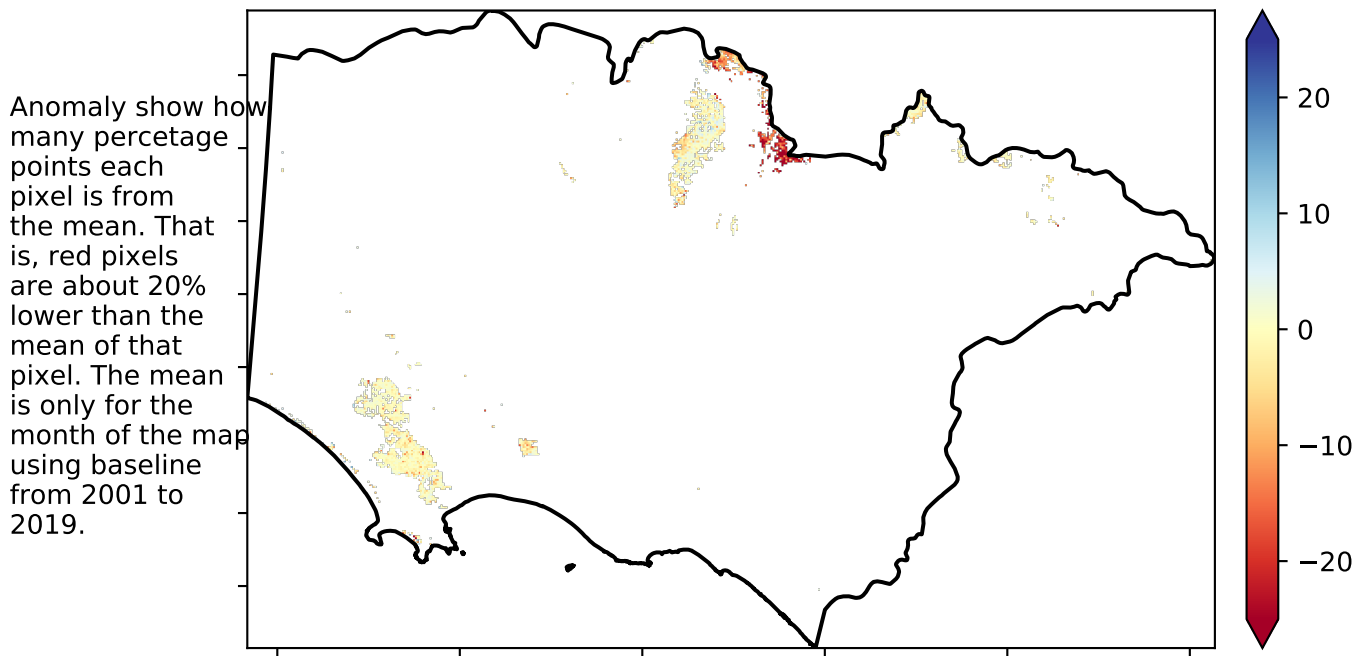 Anomaly show how
many percetage
points each
pixel is from
the mean. That
is, red pixels
are about 20%
lower than the
mean of that
pixel. The mean
is only for the
month of the map
using baseline
from 2001 to
2019.
20
10
0
−10
−20